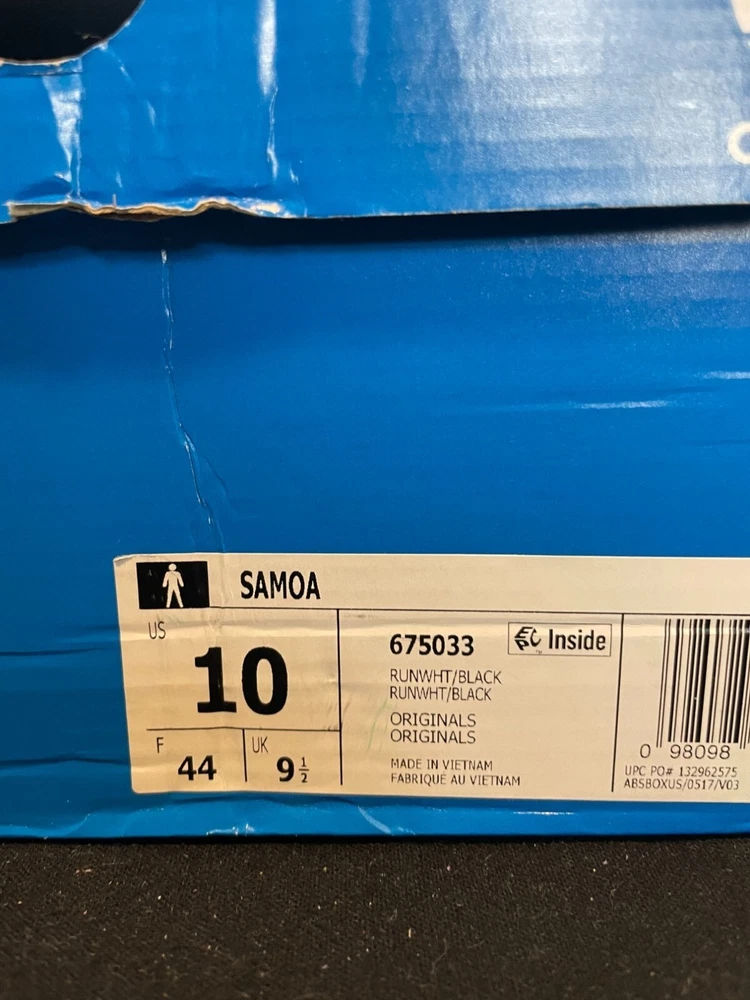 SAMOA
US
10
F
44
UK
9 1/2
675033
Inside
RUNWHT/BLACK
RUNWHT/BLACK
ORIGINALS
ORIGINALS
MADE IN VIETNAM
FABRIQUÉ AU VIETNAM
0 98098
UPC PO# 132962575
ABSBOXUS/0517/V03